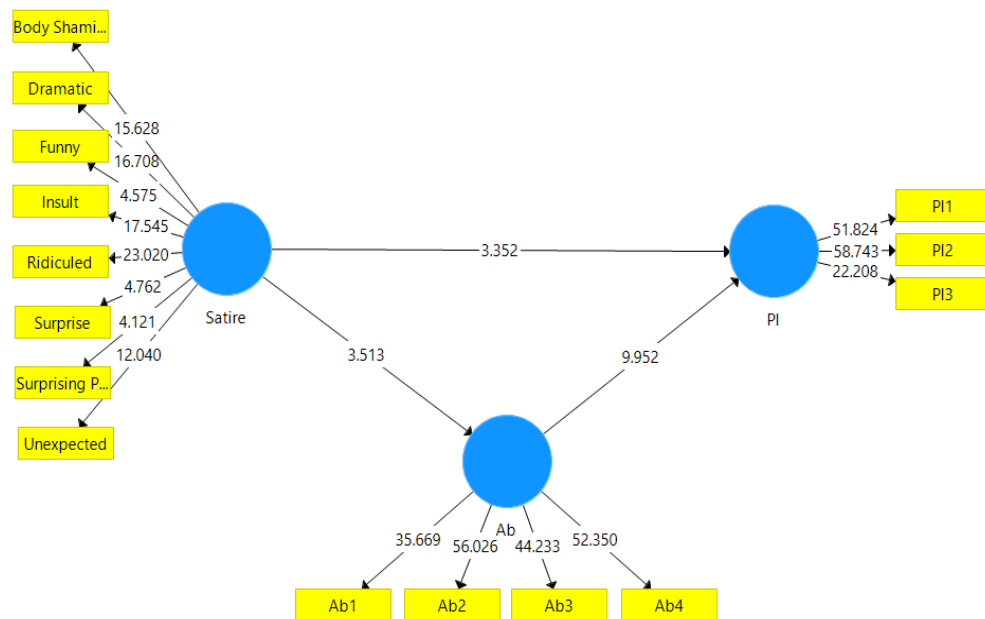 Body Shami...
Dramatic
Funny
Insult
Ridiculed
Surprise
Surprising P...
Unexpected
15.628
16.708
4.575
17.545
23.020
4.762
4.121
12.040
Satire
3.352
3.513
9.952
PI
51.824
58.743
22.208
PI1
PI2
PI3
Ab
35.669
56.026
44.233
52.350
Ab1
Ab2
Ab3
Ab4